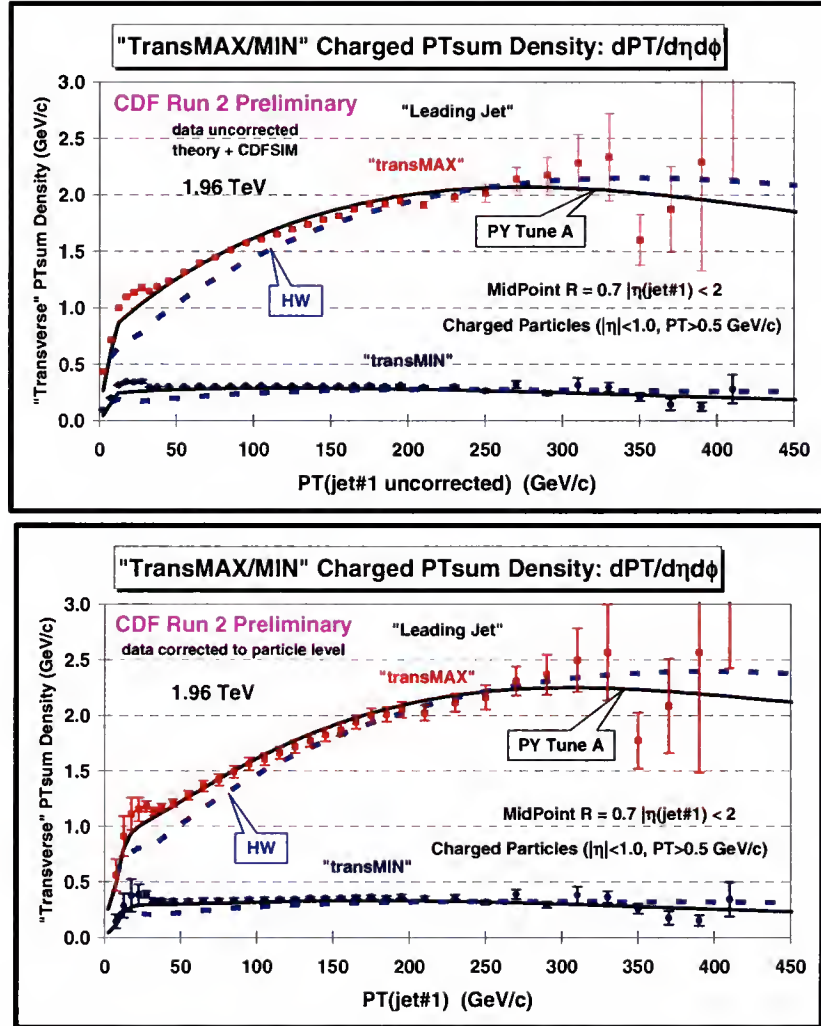 "TransMAX/MIN" Charged PTsum Density: dPT/dηdϕ
"Transverse" PTsum Density (GeV/c)
3.0
2.5
2.0
1.5
1.0
0.5
0.0
CDF Run 2 Preliminary
data uncorrected
theory + CDFSIM
1.96 TeV
"Leading Jet"
"transMAX"
PY Tune A
HW
MidPoint R = 0.7 |η(jet#1) < 2
Charged Particles (|η|<1.0, PT>0.5 GeV/c)
"transMIN"
0 50 100 150 200 250 300 350 400 450
PT(jet#1 uncorrected) (GeV/c)
"TransMAX/MIN" Charged PTsum Density: dPT/dηdϕ
"Transverse" PTsum Density (GeV/c)
3.0
2.5
2.0
1.5
1.0
0.5
0.0
CDF Run 2 Preliminary
data corrected to particle level
1.96 TeV
"Leading Jet"
"transMAX"
PY Tune A
HW
MidPoint R = 0.7 |η(jet#1) < 2
Charged Particles (|η|<1.0, PT>0.5 GeV/c)
"transMIN"
0 50 100 150 200 250 300 350 400 450
PT(jet#1) (GeV/c)